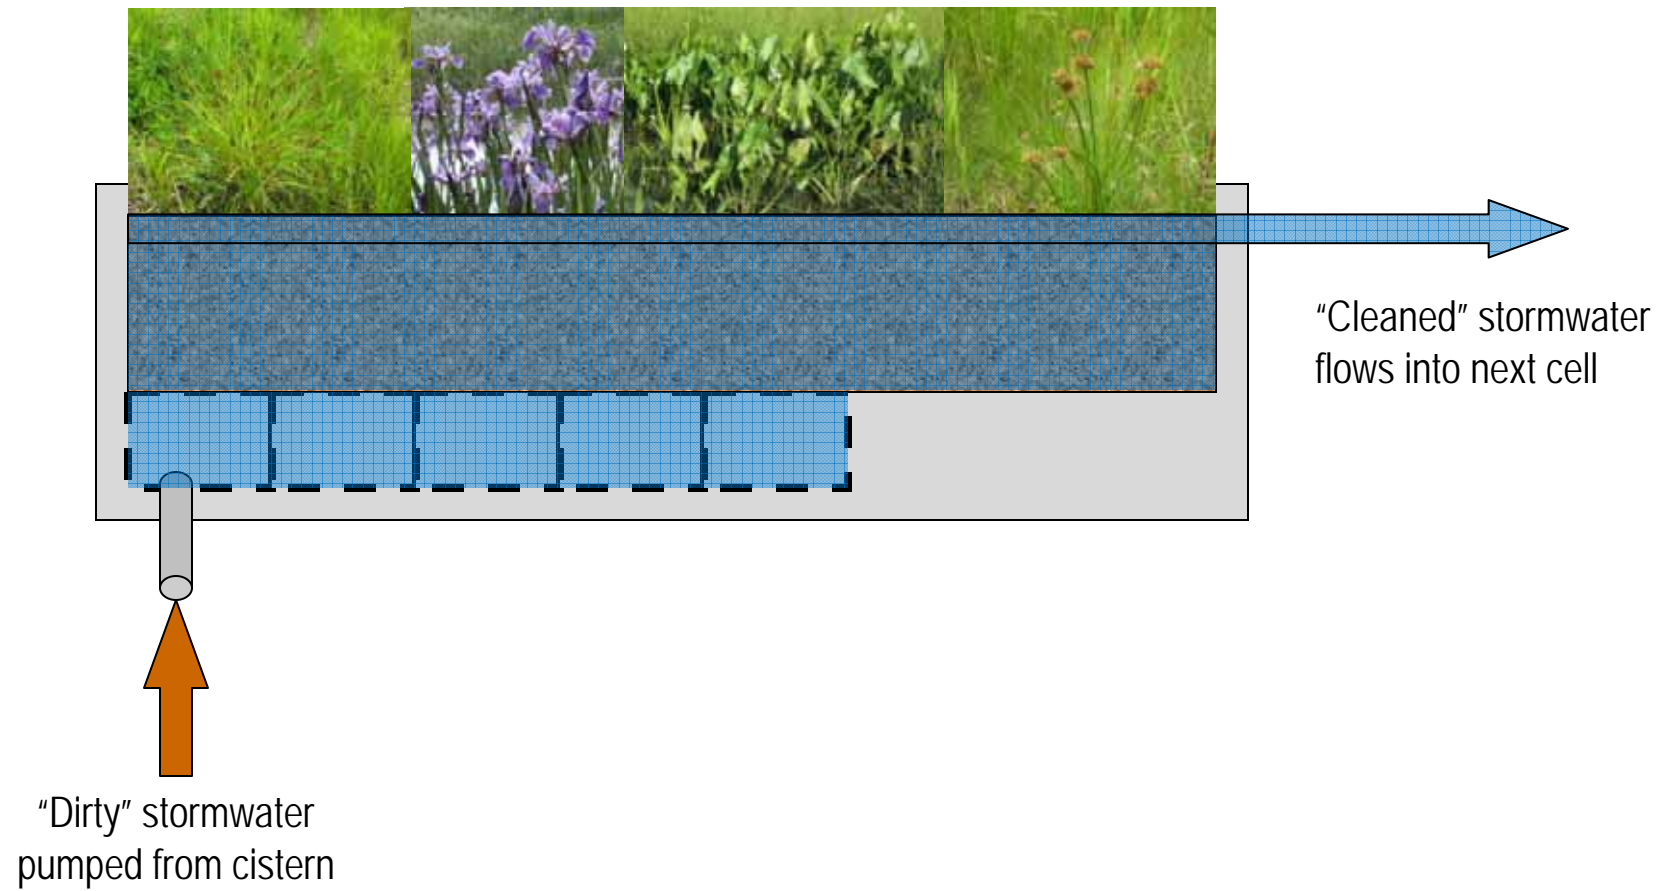 “Cleaned” stormwater
flows into next cell
“Dirty” stormwater
pumped from cistern